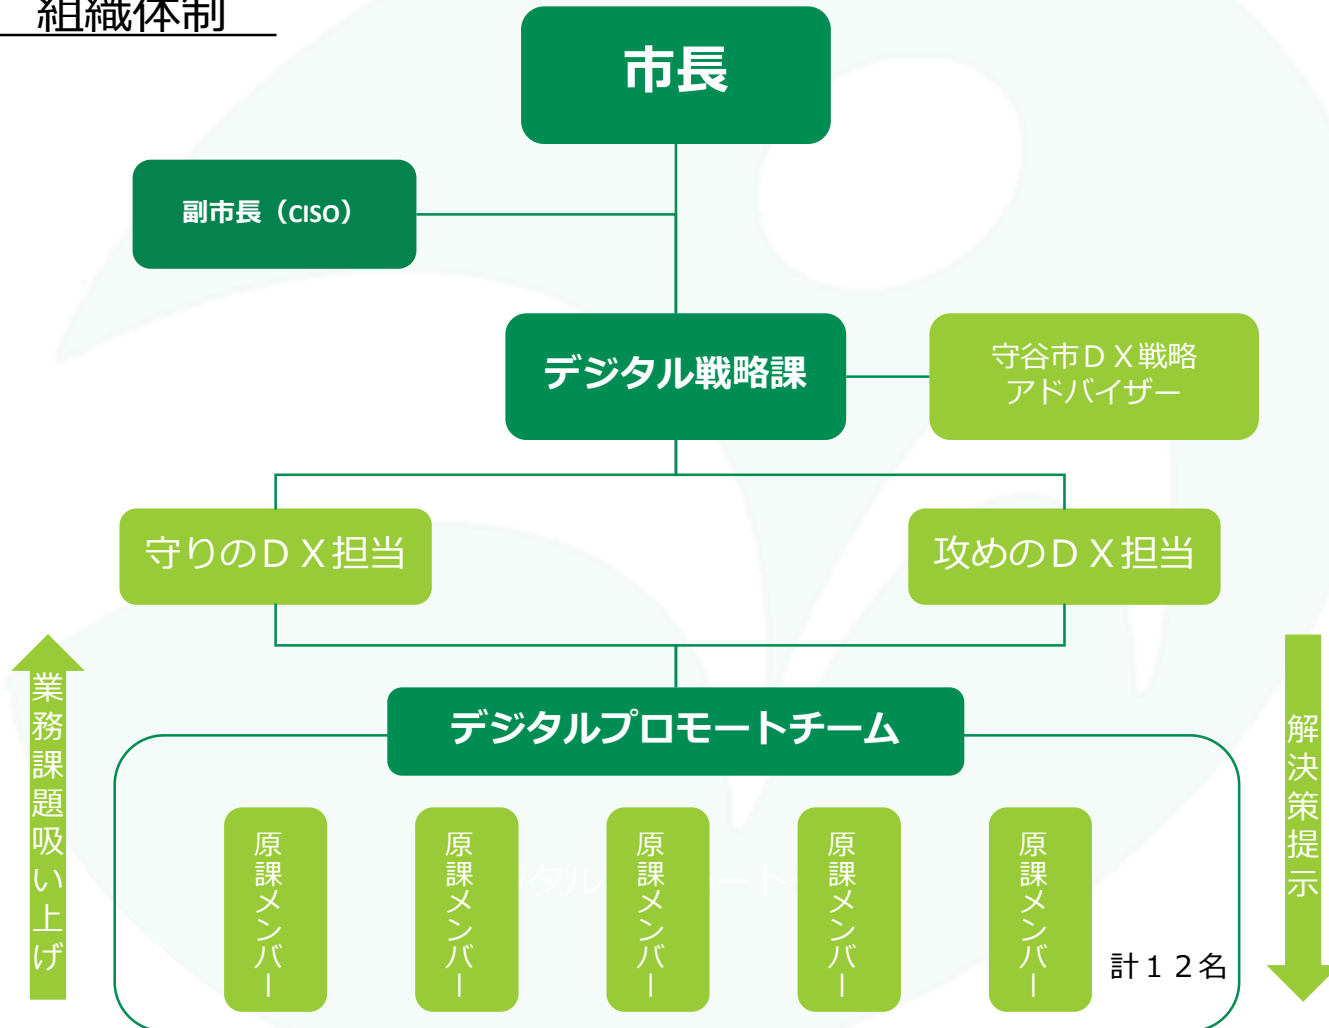 組織体制
市長
副市長（CISO）
デジタル戦略課
守谷市ＤＸ戦略
アドバイザー
守りのＤＸ担当
攻めのＤＸ担当
業務課題吸い上げ
解決策提示
デジタルプロモートチーム
原課メンバー
原課メンバー
原課メンバー
原課メンバー
原課メンバー
計１２名